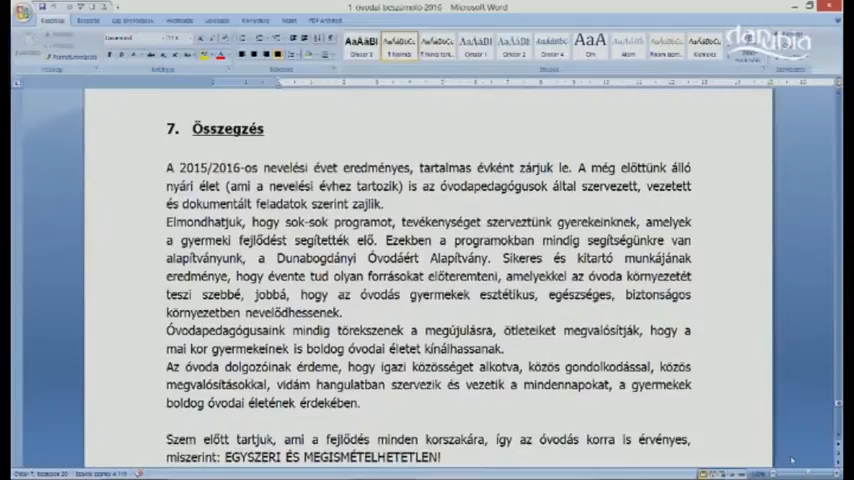 1 óvodai beszámoló 2016 - Microsoft Word
DaNubia
7. Összegzés
A 2015/2016-os nevelési évet eredményes, tartalmas évként zárjuk le. A még előttünk álló
nyári élet (ami a nevelési évhez tartozik) is az óvodapedagógusok által szervezett, vezetett
és dokumentált feladatok szerint zajlik.
Elmondhatjuk, hogy sok-sok programot, tevékenységet szerveztünk gyerekeinknek, amelyek
a gyermeki fejlődést segítették elő. Ezekben a programokban mindig segítségünkre van
alapítványunk, a Dunabogdányi Óvodáért Alapítvány. Sikeres és kitartó munkájának
eredménye, hogy évente tud olyan forrásokat előteremteni, amelyekkel az óvoda környezetét
teszi szebbé, jobbá, hogy az óvodás gyermekek esztétikus, egészséges, biztonságos
környezetben nevelődhessenek.
Óvodapedagógusaink mindig törekszenek a megújulásra, ötleteiket megvalósítják, hogy a
mai kor gyermekeinek is boldog óvodai életet kínálhassanak.
Az óvoda dolgozóinak érdeme, hogy igazi közösséget alkotva, közös gondolkodással, közös
megvalósításokkal, vidám hangulatban szervezik és vezetik a mindennapokat, a gyermekek
boldog óvodai életének érdekében.
Szem előtt tartjuk, ami a fejlődés minden korszakára, így az óvodás korra is érvényes,
miszerint: EGYSZERI ÉS MEGISMÉTELHETETLEN!